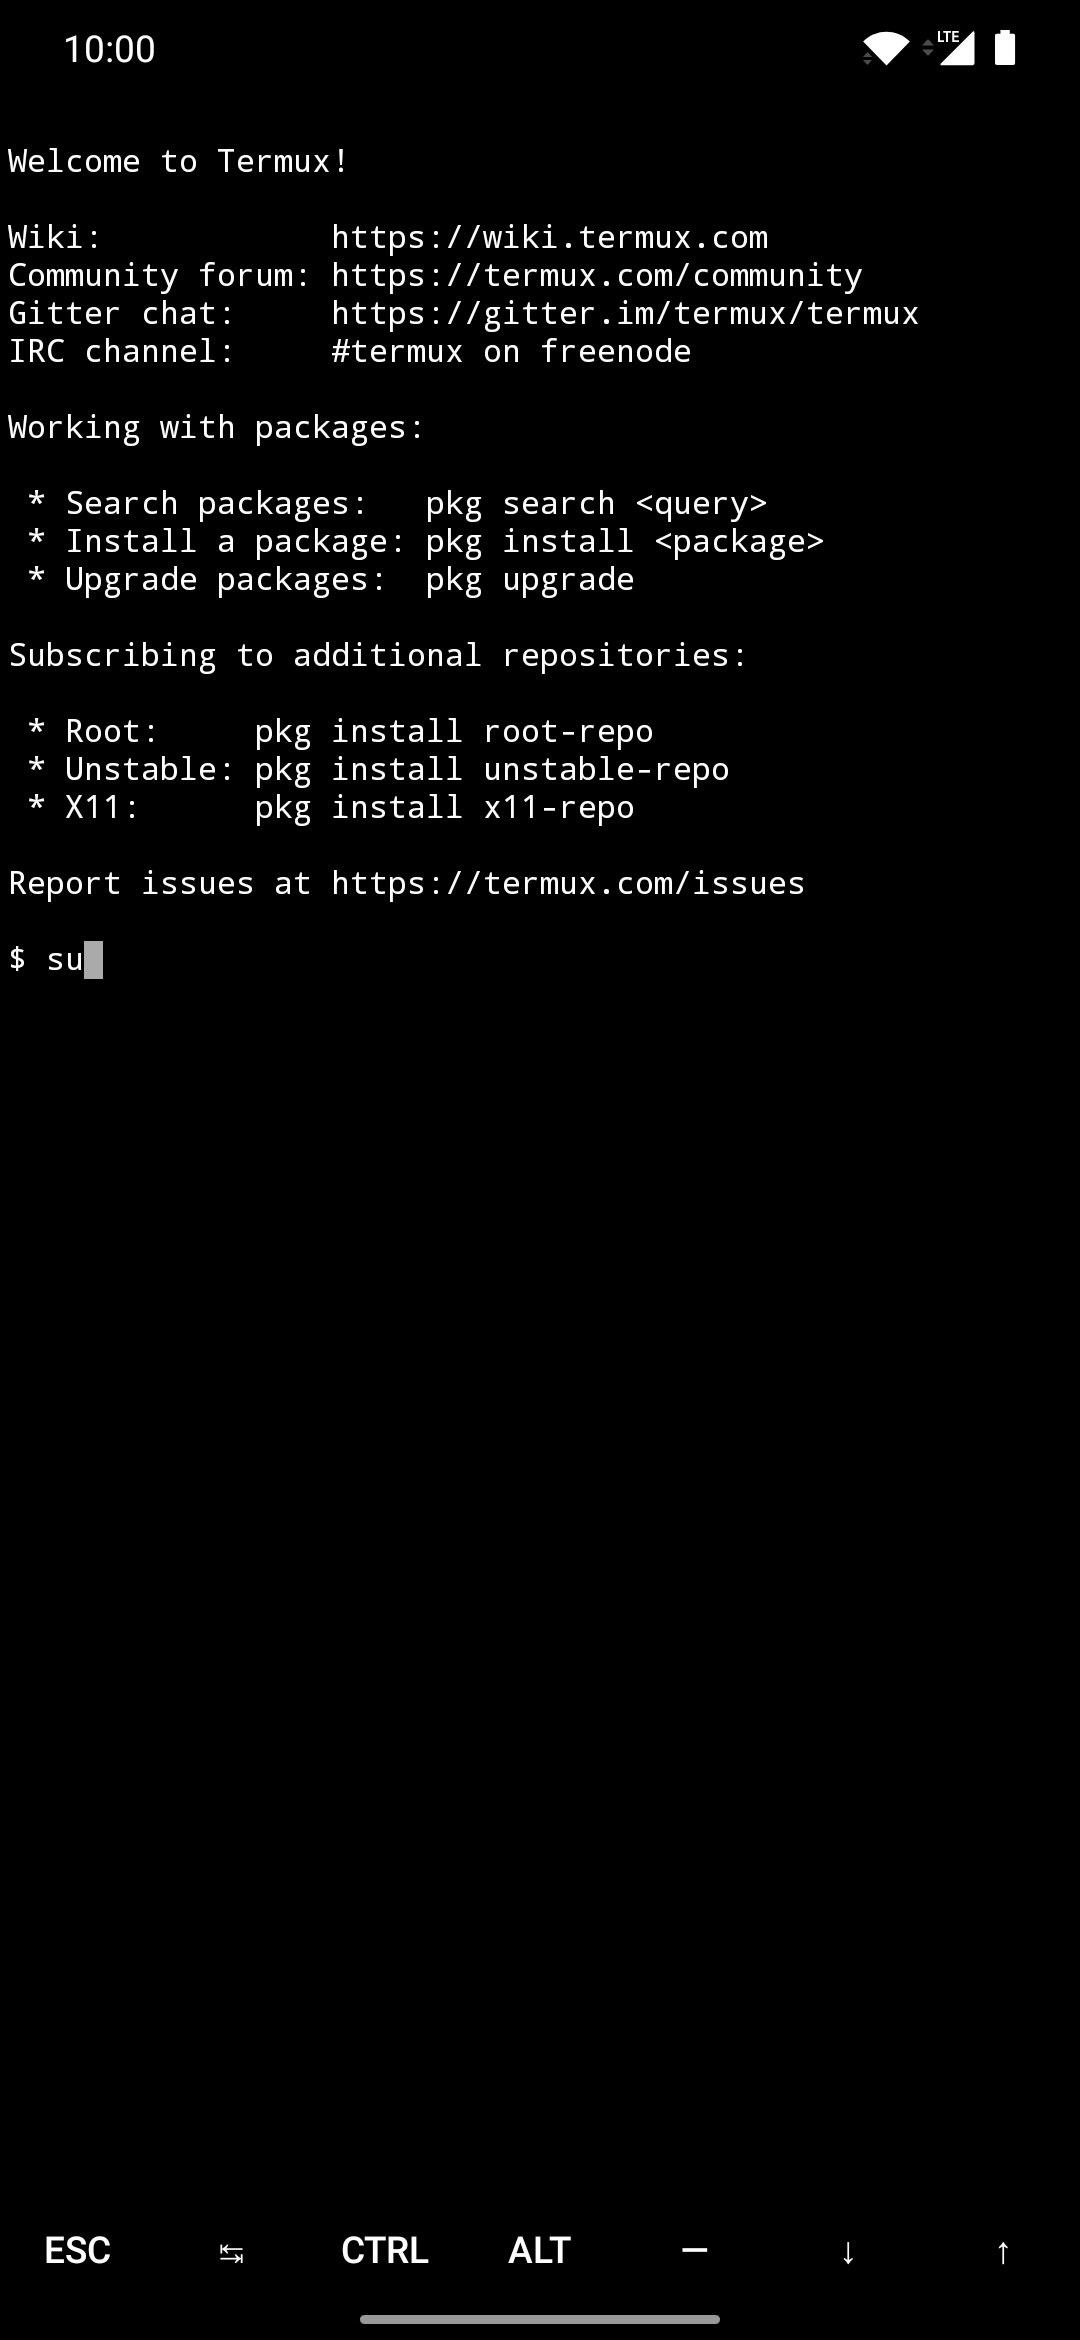 10:00 LTE
Welcome to Termux!
Wiki:            https://wiki.termux.com
Community forum: https://termux.com/community
Gitter chat:     https://gitter.im/termux/termux
IRC channel:     #termux on freenode
Working with packages:
 * Search packages:   pkg search <query>
 * Install a package: pkg install <package>
 * Upgrade packages:  pkg upgrade
Subscribing to additional repositories:
 * Root:     pkg install root-repo
 * Unstable: pkg install unstable-repo
 * X11:      pkg install x11-repo
Report issues at https://termux.com/issues
$ su
ESC ↹ CTRL ALT — ↓ ↑